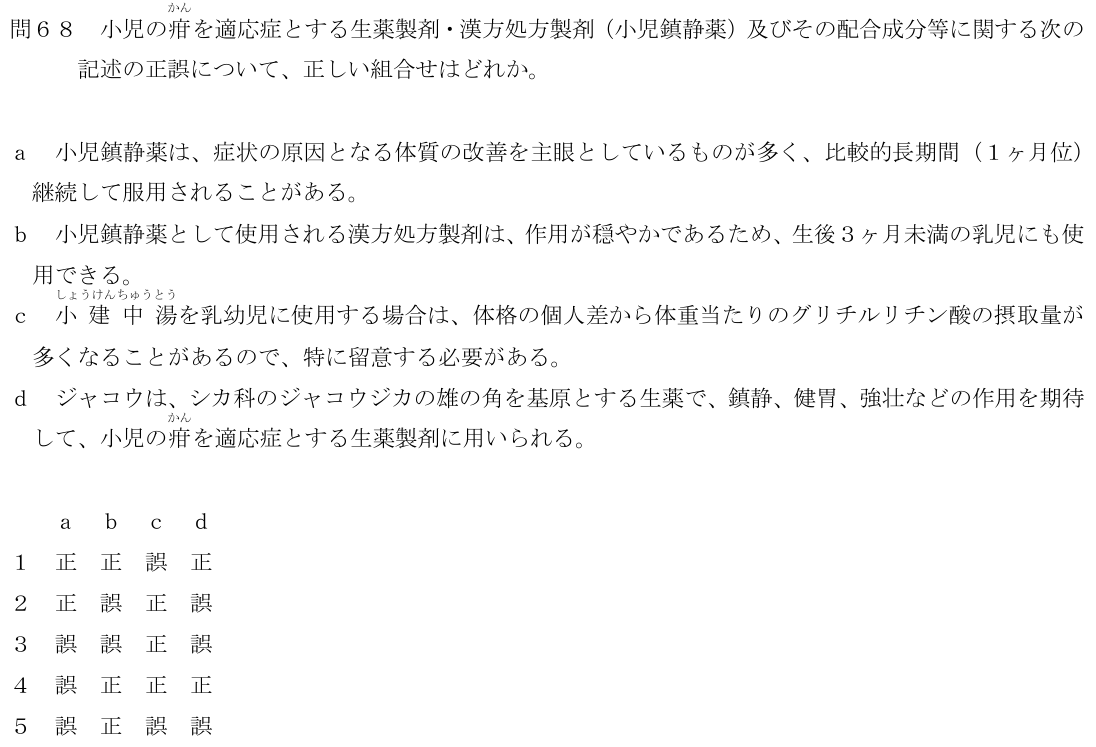 かん
問６８ 小児の疳を適応症とする生薬製剤・漢方処方製剤（小児鎮静薬）及びその配合成分等に関する次の
記述の正誤について、正しい組合せはどれか。
ａ 小児鎮静薬は、症状の原因となる体質の改善を主眼としているものが多く、比較的長期間（１ヶ月位）
継続して服用されることがある。
ｂ 小児鎮静薬として使用される漢方処方製剤は、作用が穏やかであるため、生後３ヶ月未満の乳児にも使
用できる。
しょうけんちゅうとう
ｃ 小建中湯を乳幼児に使用する場合は、体格の個人差から体重当たりのグリチルリチン酸の摂取量が
多くなることがあるので、特に留意する必要がある。
ｄ ジャコウは、シカ科のジャコウジカの雄の角を基原とする生薬で、鎮静、健胃、強壮などの作用を期待
かん
して、小児の疳を適応症とする生薬製剤に用いられる。
ａ ｂ ｃ ｄ
１ 正 正 誤 正
２ 正 誤 正 誤
３ 誤 誤 正 誤
４ 誤 正 正 正
５ 誤 正 誤 誤